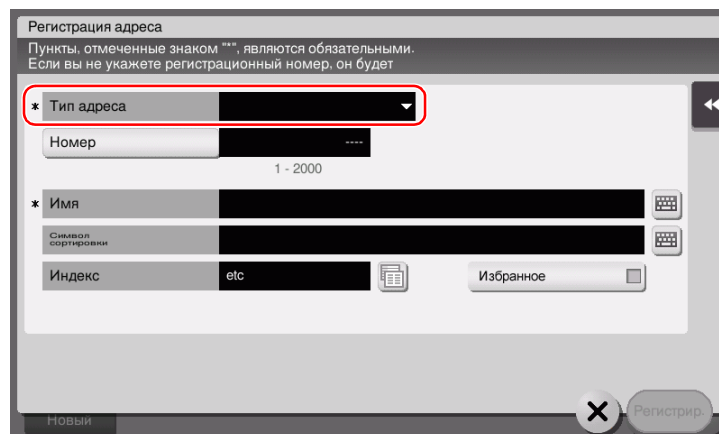 Регистрация адреса
Пункты, отмеченные знаком "*", являются обязательными.
Если вы не укажете регистрационный номер, он будет
* Тип адреса
Номер ----
1 - 2000
* Имя
Символ
сортировки
Индекс etc Избранное
Регистрир.
Новый